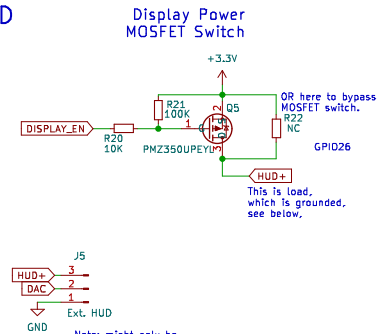 D
Display Power
MOSFET Switch
+3.3V
OR here to bypass
MOSFET switch.
R21
100K
2
Q5
R22
NC
DISPLAY_EN
1
G
R20
10K
PMZ350UPEYL
3
GPIO26
HUD+
This is load,
which is grounded,
see below,
J5
HUD+
3
DAC
2
1
GND
Ext. HUD